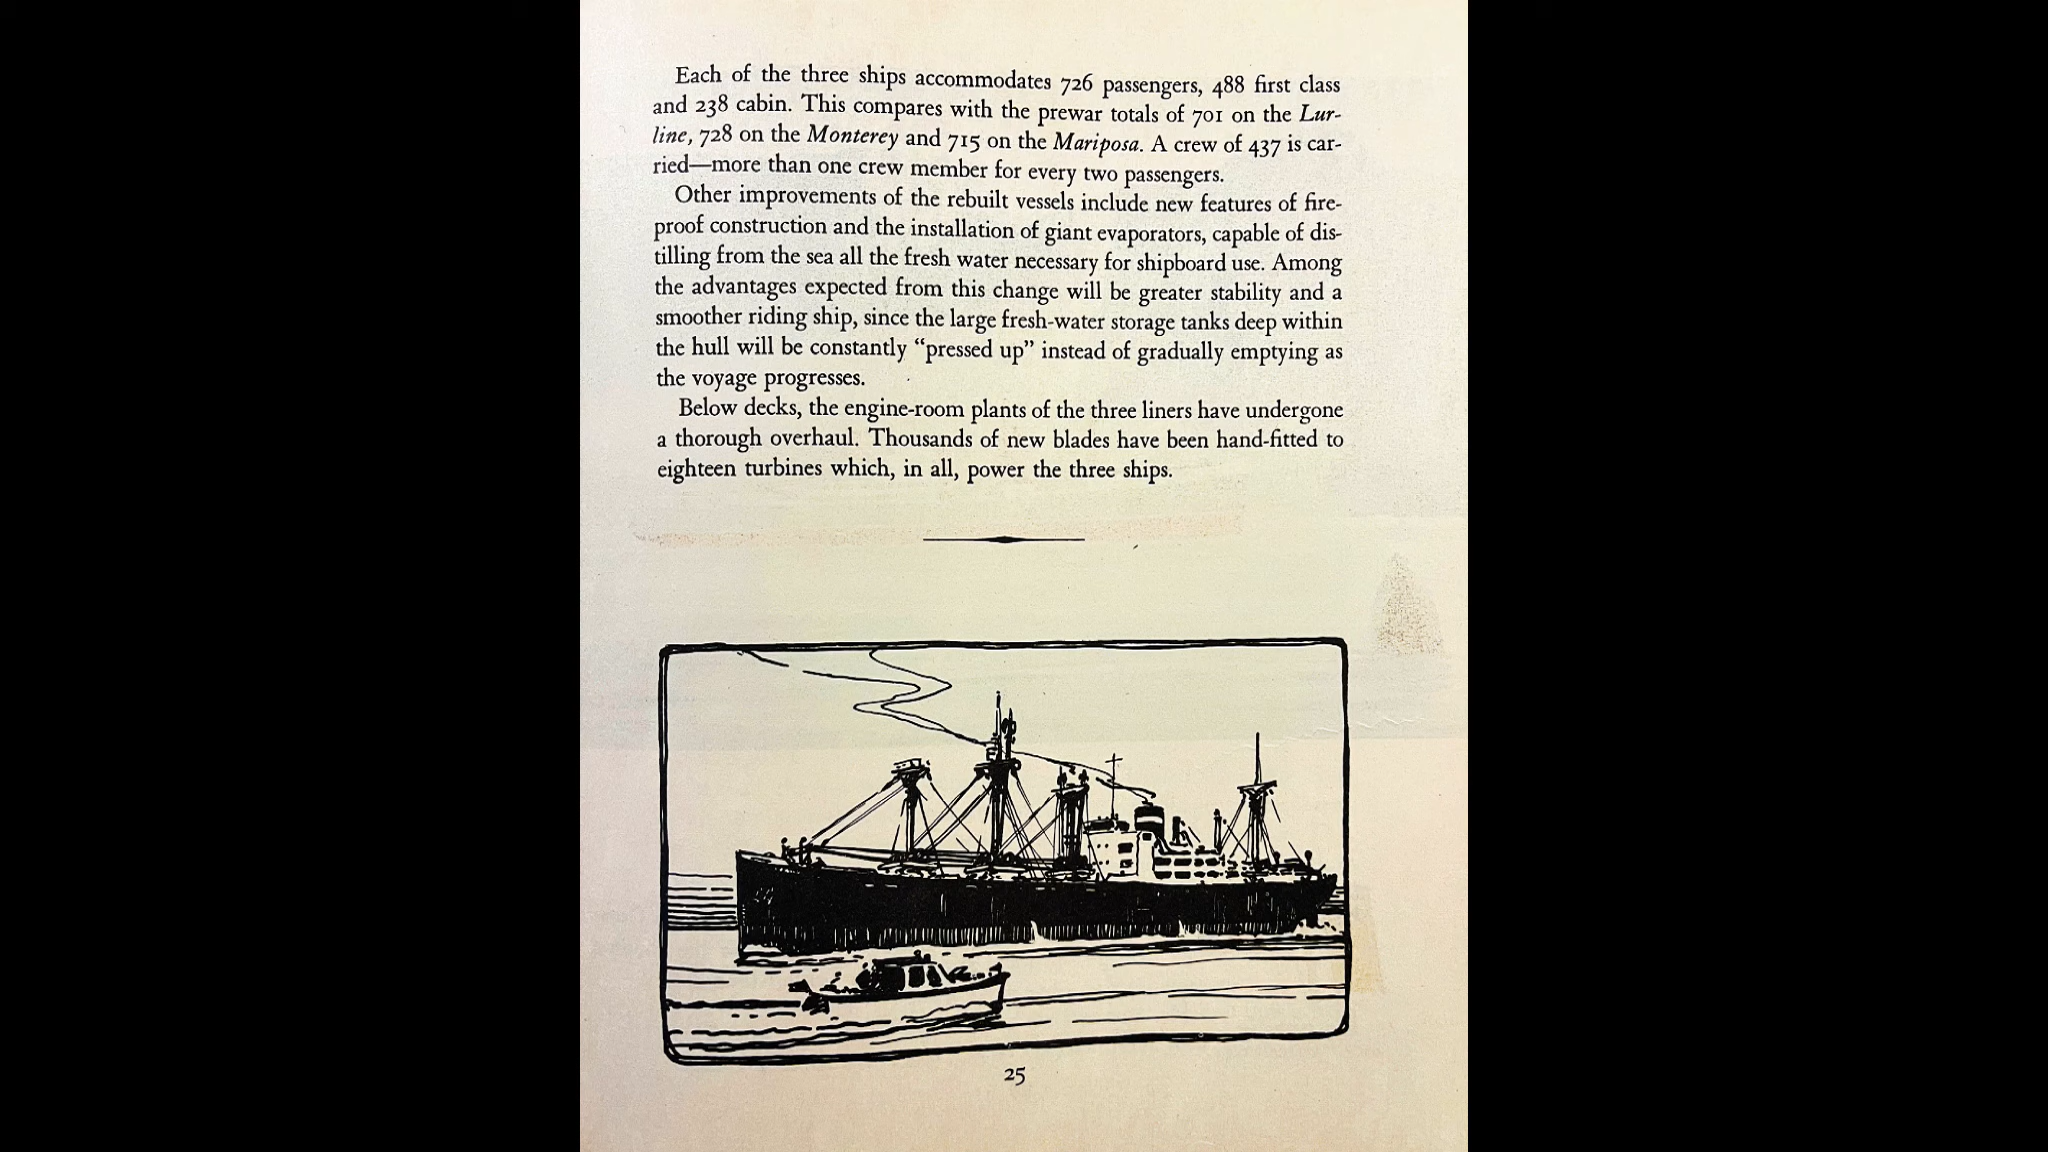 Each of the three ships accommodates 726 passengers, 488 first class
and 238 cabin. This compares with the prewar totals of 701 on the Lur-
line, 728 on the Monterey and 715 on the Mariposa. A crew of 437 is car-
ried—more than one crew member for every two passengers.
Other improvements of the rebuilt vessels include new features of fire-
proof construction and the installation of giant evaporators, capable of dis-
tilling from the sea all the fresh water necessary for shipboard use. Among
the advantages expected from this change will be greater stability and a
smoother riding ship, since the large fresh-water storage tanks deep within
the hull will be constantly “pressed up” instead of gradually emptying as
the voyage progresses.
Below decks, the engine-room plants of the three liners have undergone
a thorough overhaul. Thousands of new blades have been hand-fitted to
eighteen turbines which, in all, power the three ships.
25